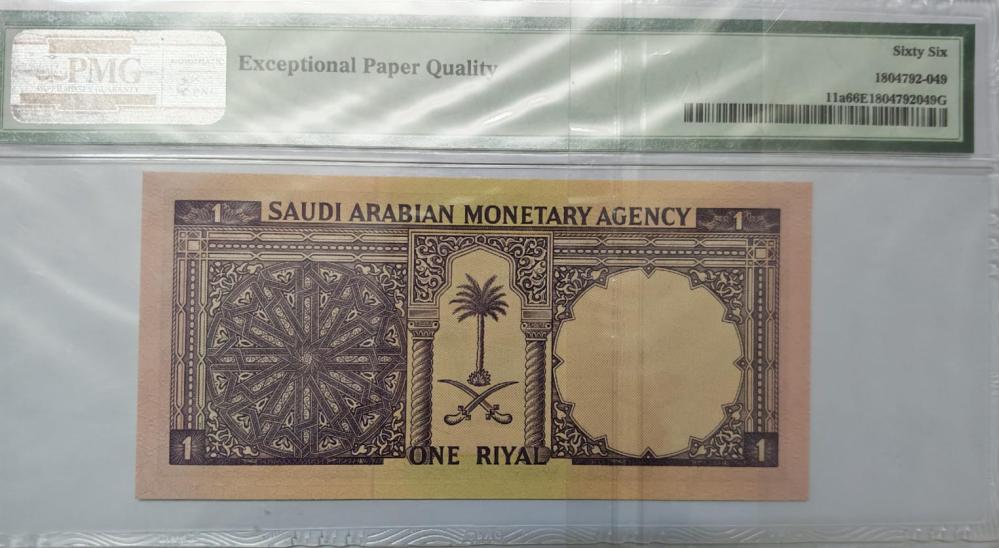 PMG
Exceptional Paper Quality
Sixty Six
1804792-049
11a66E1804792049G
1 SAUDI ARABIAN MONETARY AGENCY 1
1 ONE RIYAL 1